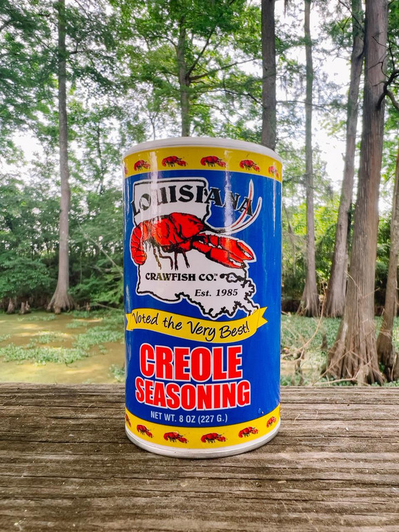 LOUISIANA
CRAWFISH CO.
Est. 1985
Voted the Very Best!
CREOLE
SEASONING
NET WT. 8 OZ (227 G.)